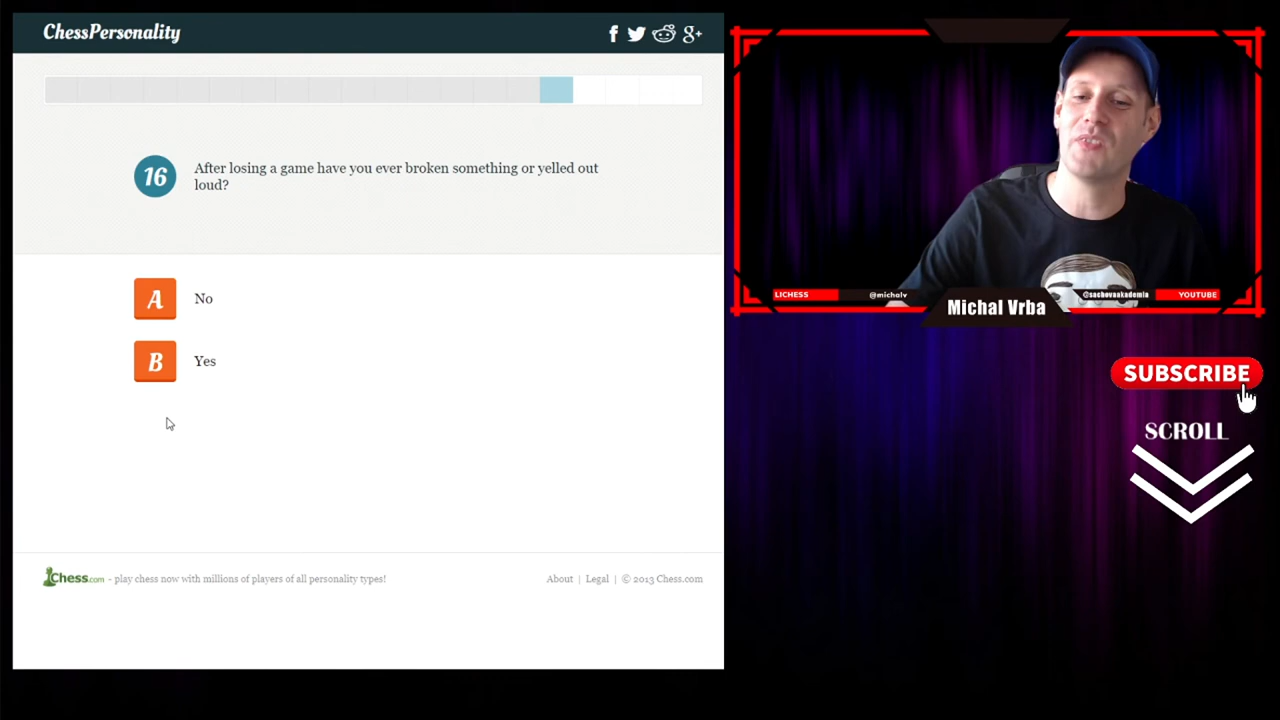 ChessPersonality
16
After losing a game have you ever broken something or yelled out
loud?
A
No
B
Yes
Chess.com - play chess now with millions of players of all personality types!
About | Legal | © 2013 Chess.com
LICHESS
@michalv
@sachovaakademia
YOUTUBE
Michal Vrba
SUBSCRIBE
SCROLL